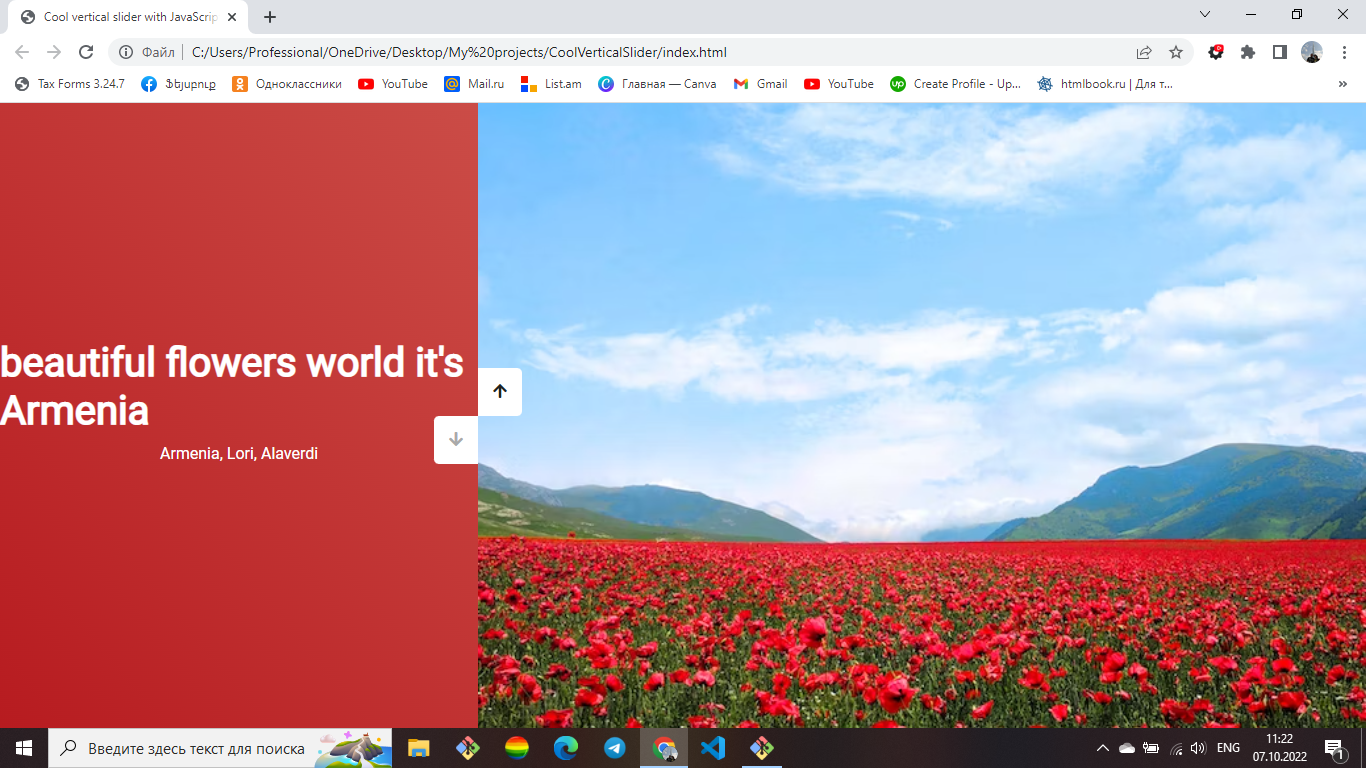 Cool vertical slider with JavaScrip
Файл
C:/Users/Professional/OneDrive/Desktop/My%20projects/CoolVerticalSlider/index.html
Tax Forms 3.24.7
Ֆեյսբուք
Одноклассники
YouTube
Mail.ru
List.am
Главная — Canva
Gmail
YouTube
up
Create Profile - Up...
htmlbook.ru | Для т...
beautiful flowers world it's
Armenia
Armenia, Lori, Alaverdi
Введите здесь текст для поиска
ENG
11:22
07.10.2022
1